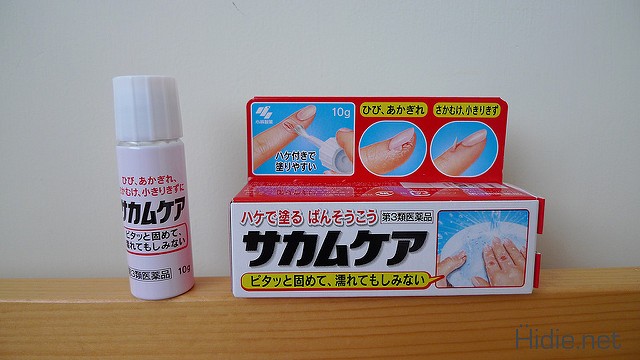 ひび、あかぎれ、
さかむけ、小きりきずに
サカムケア
ピタッと固めて、
濡れてもしみない
第3類医薬品
10g
小林製薬
10g
ハケ付きで
塗りやすい
ひび、あかぎれ
さかむけ、小きりきず
ハケで塗る ばんそうこう
第3類医薬品
サカムケア
ピタッと固めて、濡れてもしみない
Hidie.net